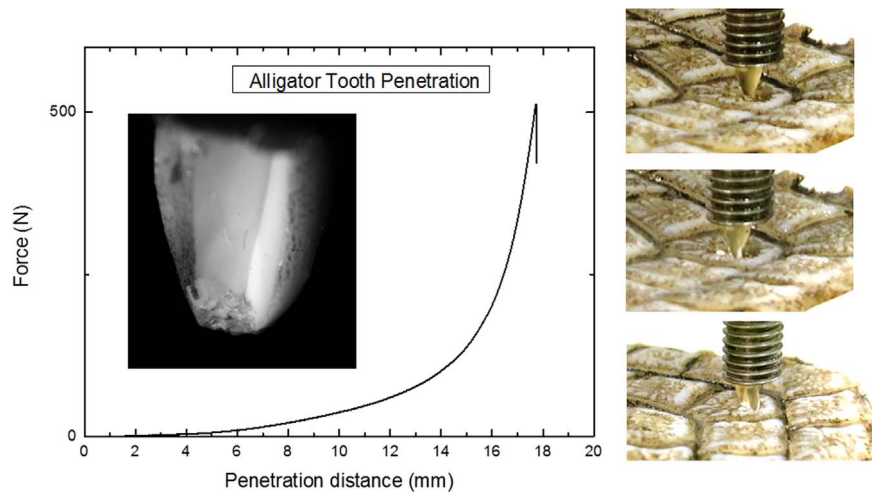 Alligator Tooth Penetration
500
0
Force (N)
0 2 4 6 8 10 12 14 16 18 20
Penetration distance (mm)